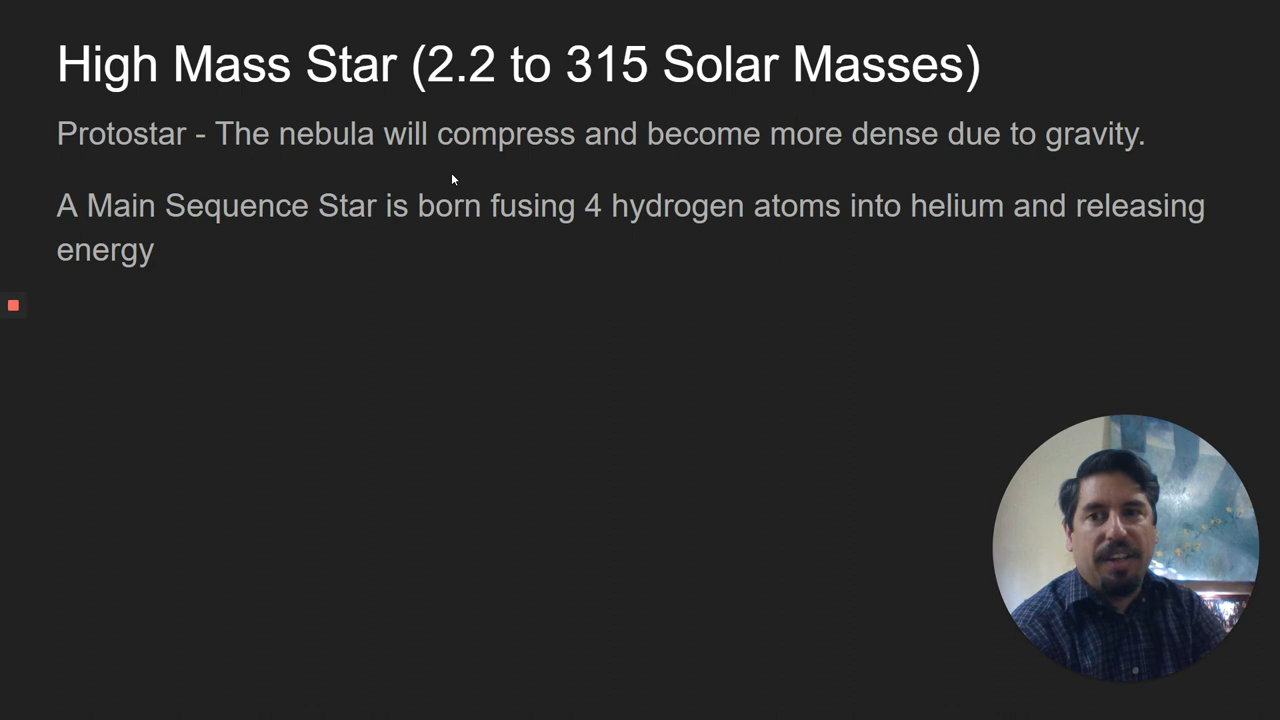 High Mass Star (2.2 to 315 Solar Masses)
Protostar - The nebula will compress and become more dense due to gravity.
A Main Sequence Star is born fusing 4 hydrogen atoms into helium and releasing
energy